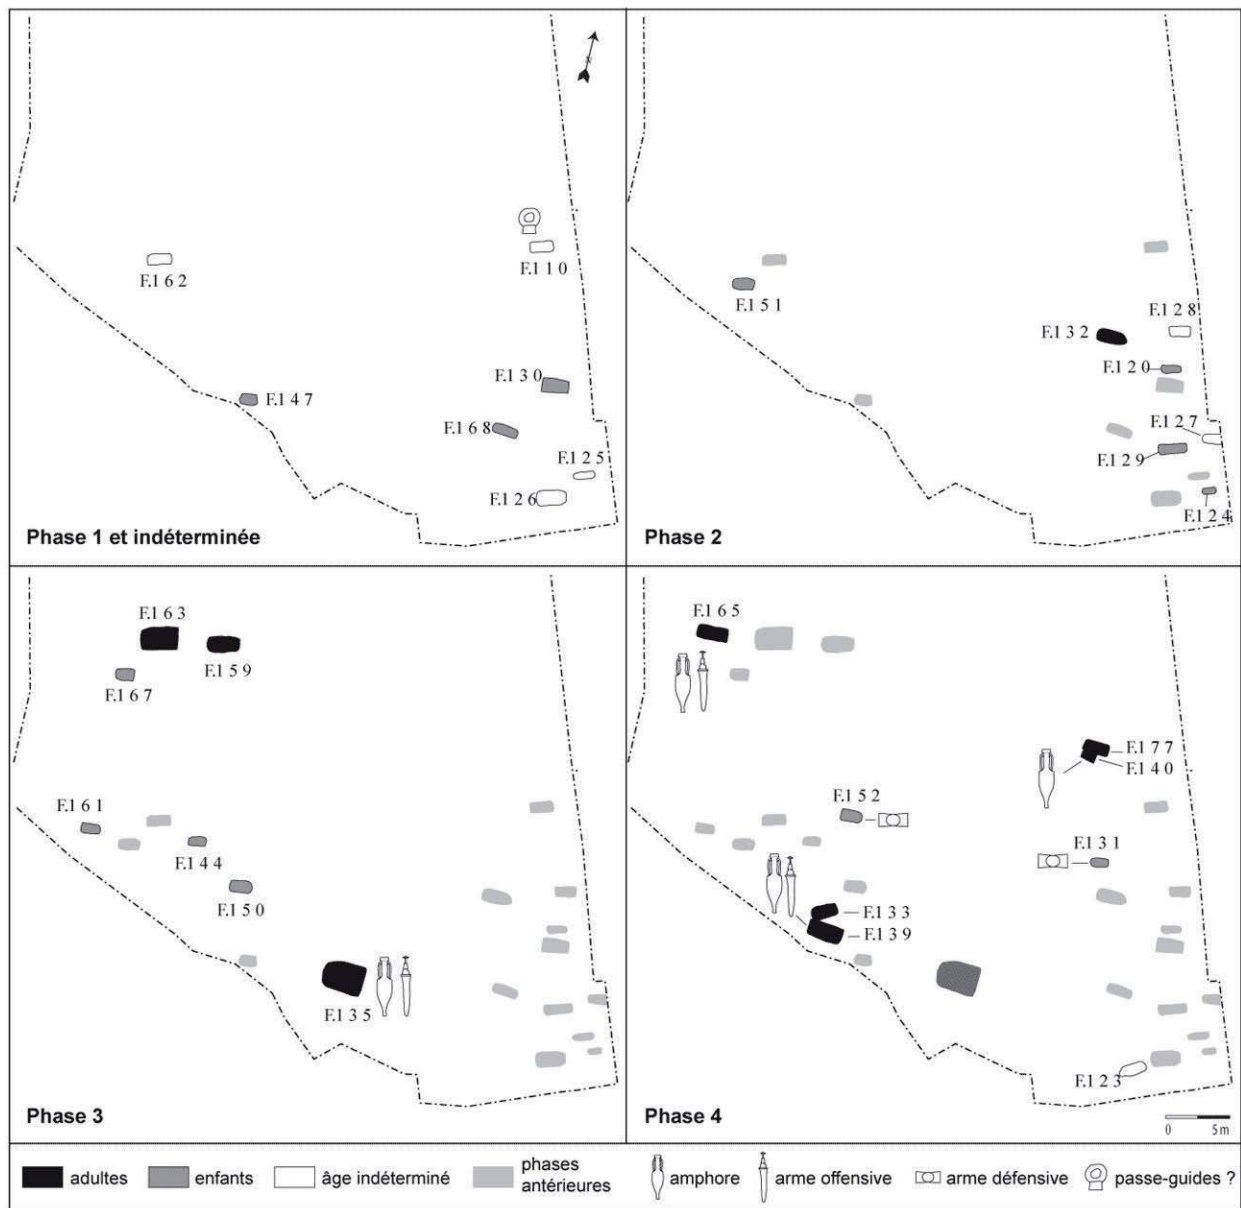 N
F.110
F.162
F.130
F.147
F.168
F.125
F.126
Phase 1 et indéterminée
F.151
F.128
F.132
F.120
F.127
F.129
F.124
Phase 2
F.163
F.159
F.167
F.161
F.144
F.150
F.135
Phase 3
F.165
F.177
F.140
F.152
F.131
F.133
F.139
F.123
Phase 4
0 5 m
adultes
enfants
âge indéterminé
phases
antérieures
amphore
arme offensive
arme défensive
passe-guides ?